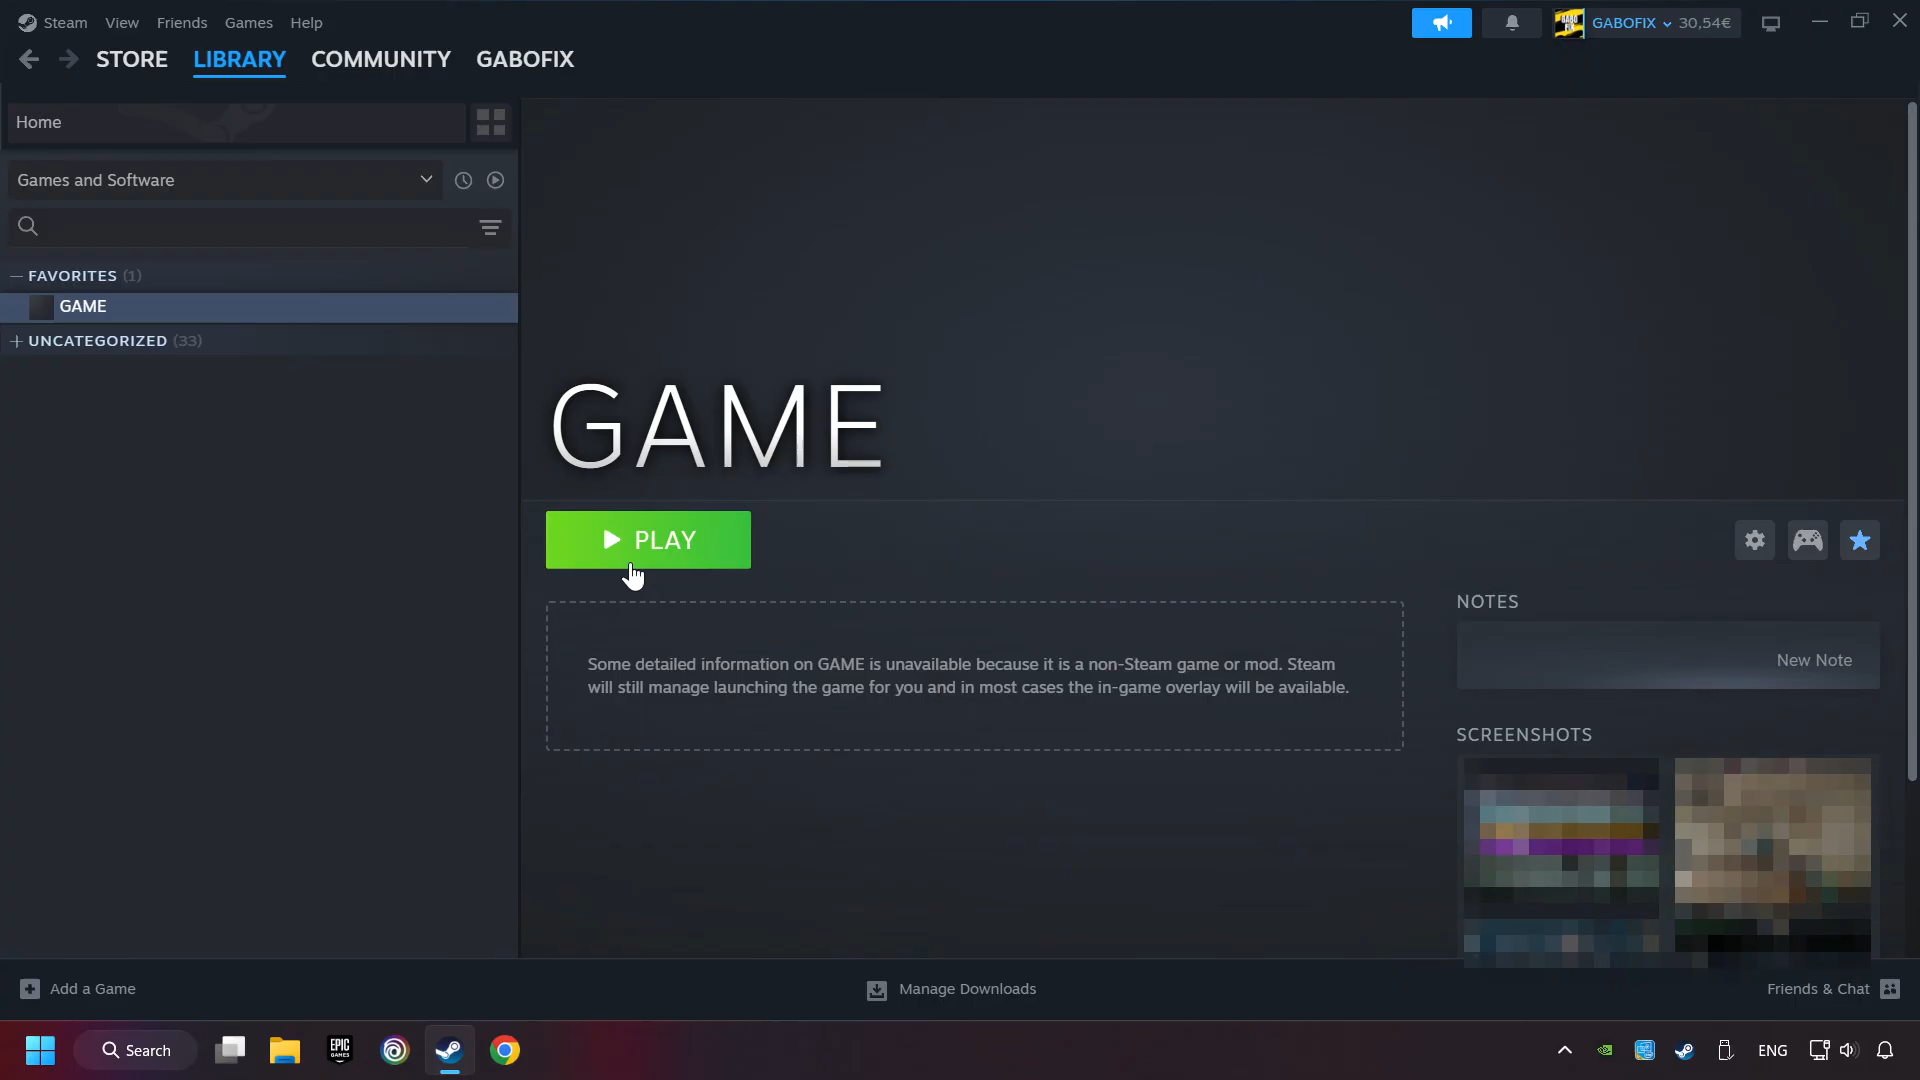 Steam View Friends Games Help
GABOFIX 30,54€
STORE LIBRARY COMMUNITY GABOFIX
Home
Games and Software
FAVORITES (1)
GAME
UNCATEGORIZED (33)
GAME
PLAY
Some detailed information on GAME is unavailable because it is a non-Steam game or mod. Steam
will still manage launching the game for you and in most cases the in-game overlay will be available.
NOTES
New Note
SCREENSHOTS
Add a Game
Manage Downloads
Friends & Chat
Search
EPIC
GAMES
ENG